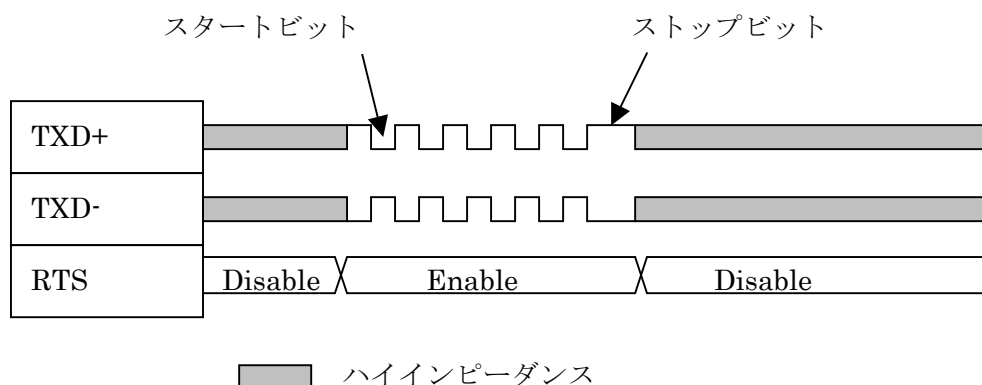 スタートビット ストップビット
TXD+
TXD-
RTS Disable Enable Disable
ハイインピーダンス